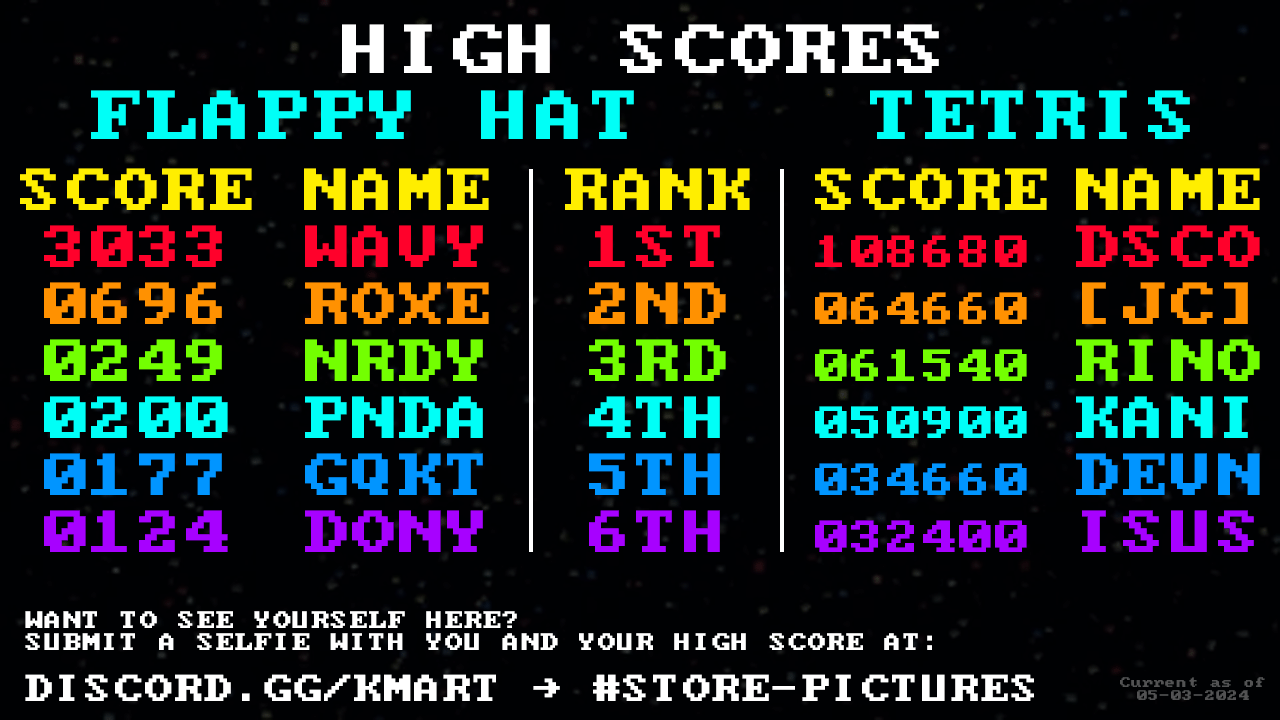 HIGH SCORES
FLAPPY HAT TETRIS
SCORE NAME RANK SCORE NAME
3033 WAVY 1ST 108680 DSCO
0696 ROXE 2ND 064660 [JC]
0249 NRDY 3RD 061540 RINO
0200 PNDA 4TH 050900 KANI
0177 GQKT 5TH 034660 DEVN
0124 DONY 6TH 032400 ISUS
WANT TO SEE YOURSELF HERE?
SUBMIT A SELFIE WITH YOU AND YOUR HIGH SCORE AT:
DISCORD.GG/KMART → #STORE-PICTURES
Current as of
05-03-2024